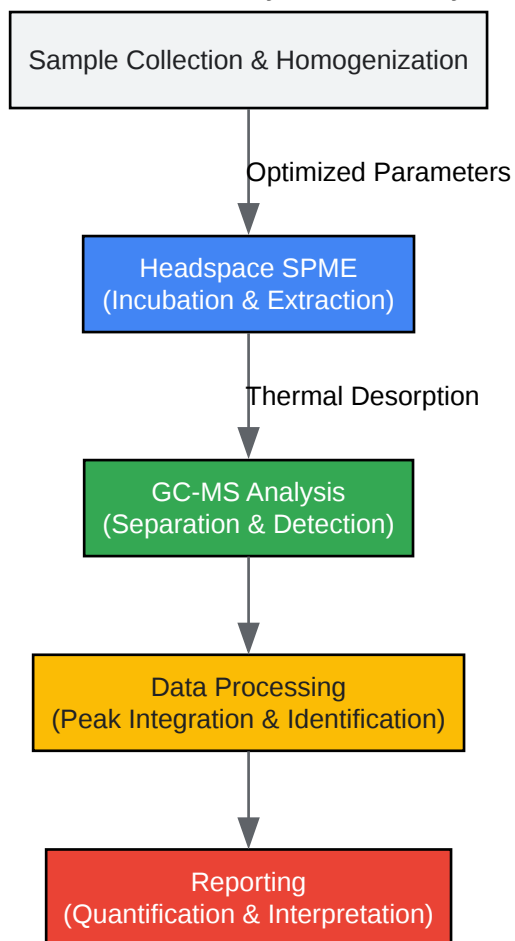 Sample Collection & Homogenization
Optimized Parameters
Headspace SPME
(Incubation & Extraction)
Thermal Desorption
GC-MS Analysis
(Separation & Detection)
Data Processing
(Peak Integration & Identification)
Reporting
(Quantification & Interpretation)